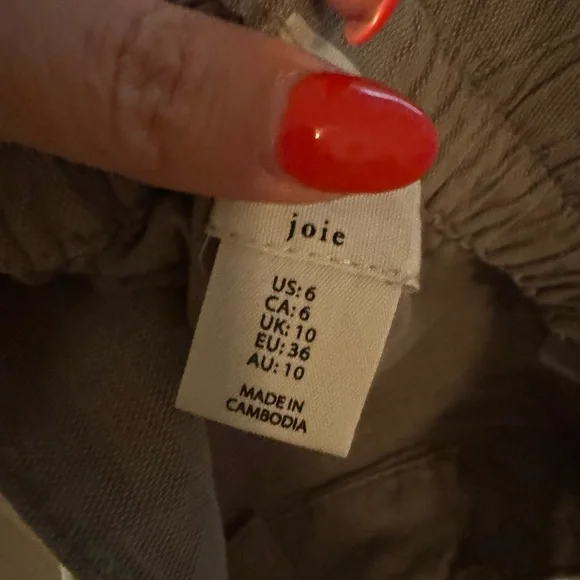 joie
US: 6
CA: 6
UK: 10
EU: 36
AU: 10
MADE IN
CAMBODIA